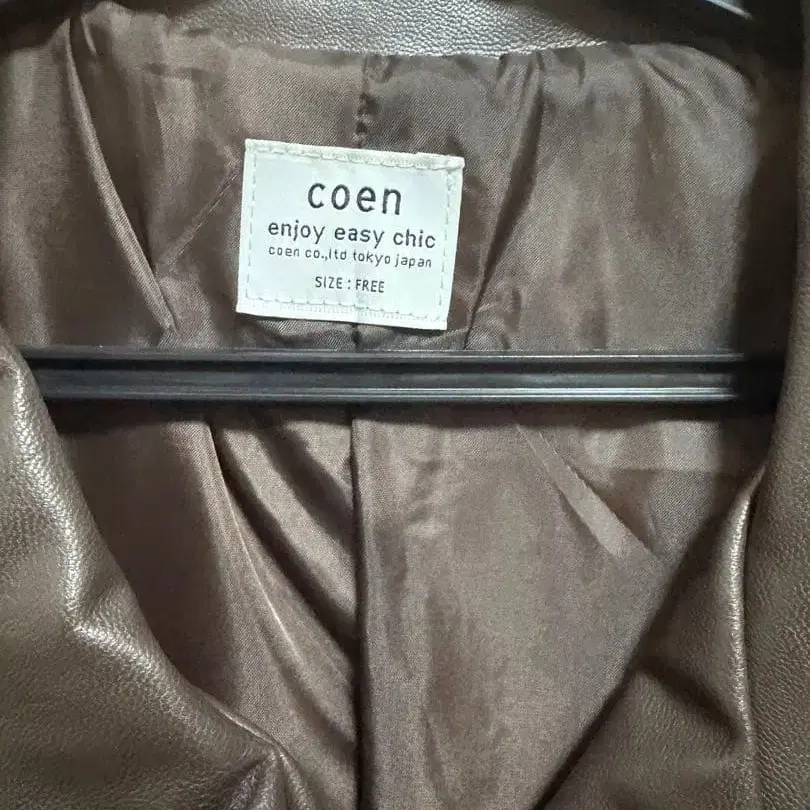 coen
enjoy easy chic
coen co.,ltd tokyo japan
SIZE : FREE